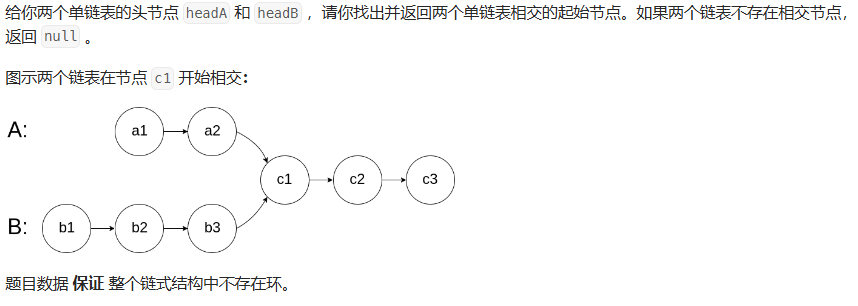 给你两个单链表的头节点 headA 和 headB ，请你找出并返回两个单链表相交的起始节点。如果两个链表不存在相交节点，
返回 null 。
图示两个链表在节点 c1 开始相交：
A: a1 a2
c1 c2 c3
B: b1 b2 b3
题目数据 保证 整个链式结构中不存在环。